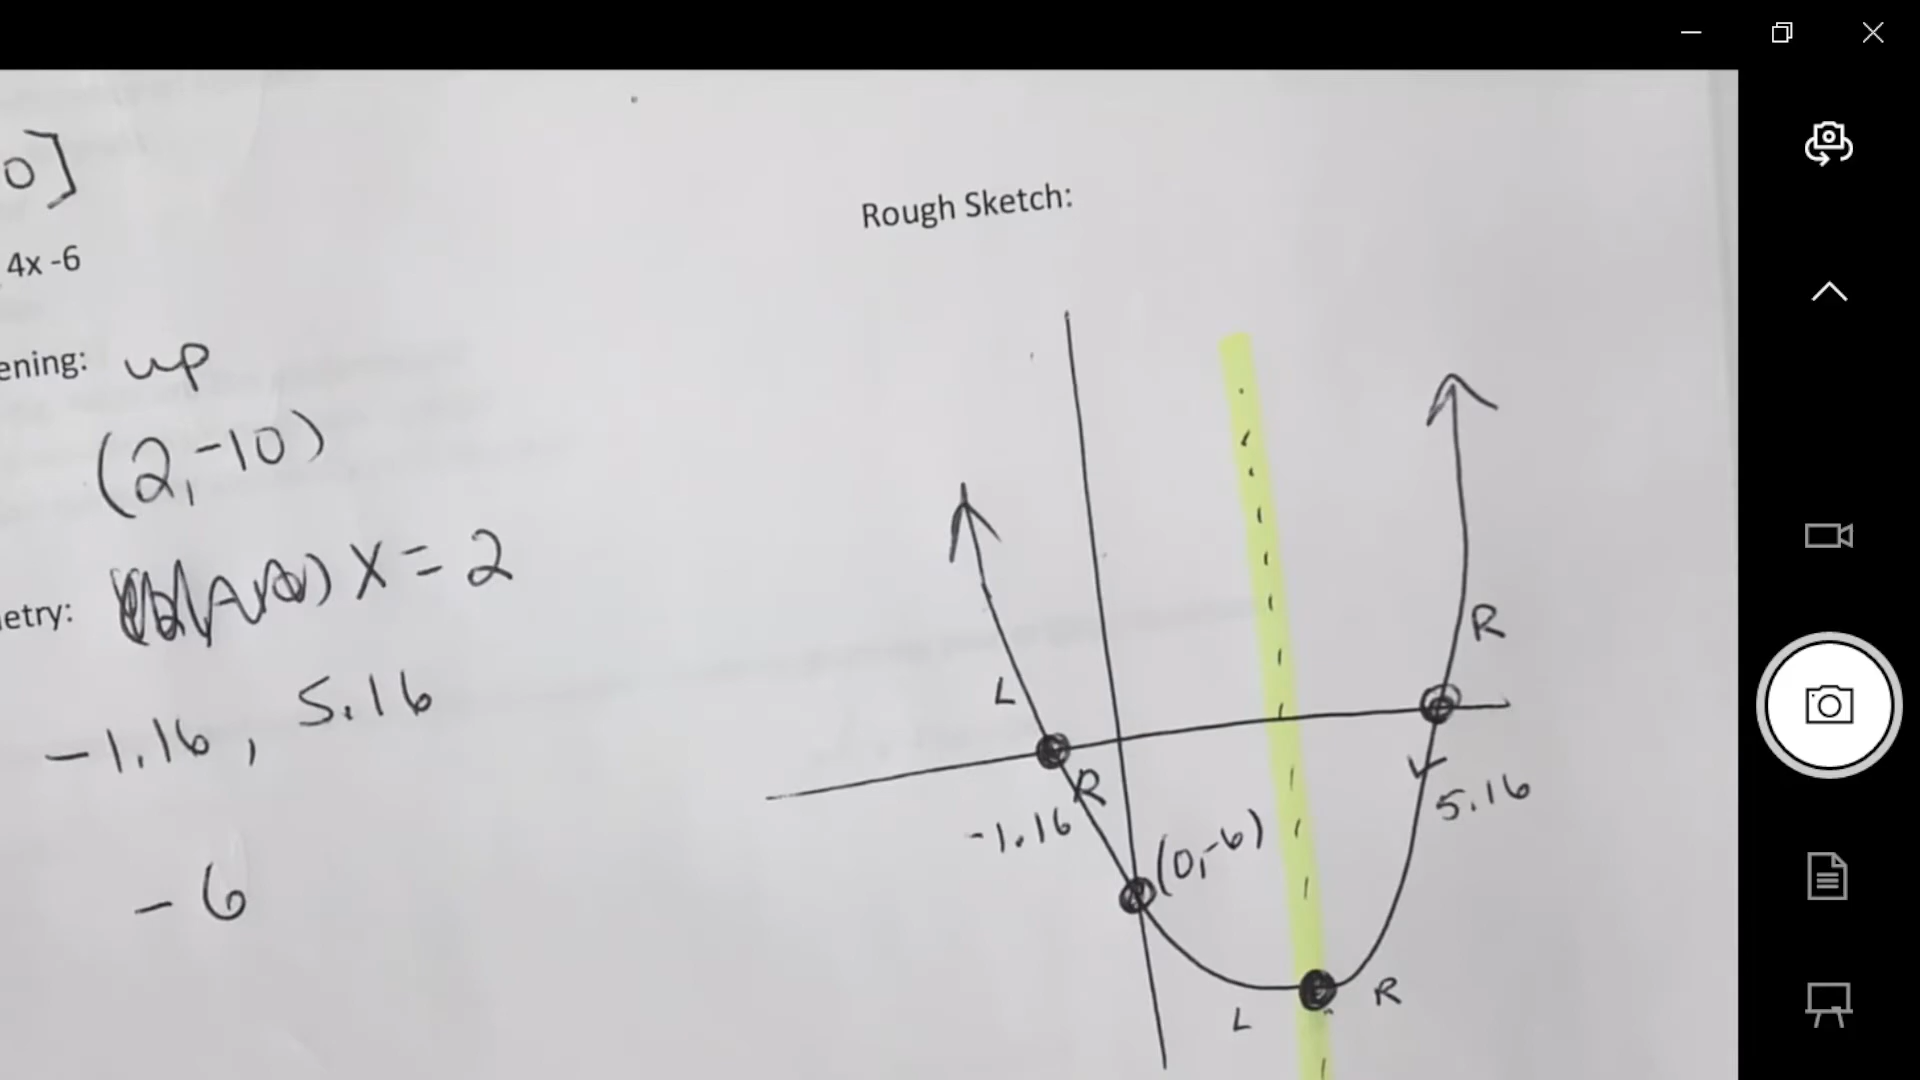 0]
4x -6
ening: up
(2, -10)
etry: x = 2
-1.16, 5.16
-6
Rough Sketch:
L
R
R
-1.16
5.16
(0, -6)
L
R